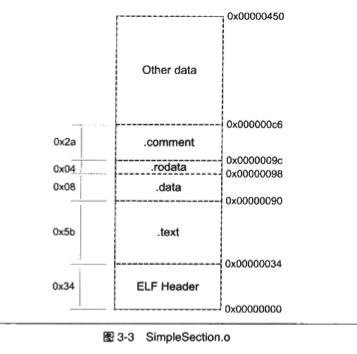 0x00000450
Other data
0x000000c6
0x2a
.comment
0x0000009c
0x04
.rodata
0x00000098
0x08
.data
0x00000090
0x5b
.text
0x00000034
0x34
ELF Header
0x00000000
图 3-3 SimpleSection.o